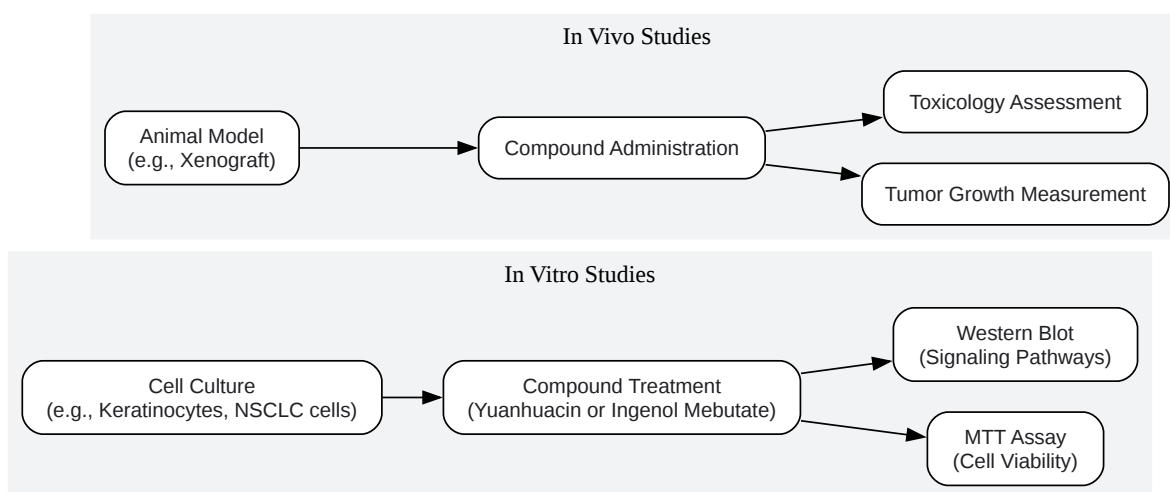 In Vivo Studies
Animal Model
(e.g., Xenograft)
Compound Administration
Toxicology Assessment
Tumor Growth Measurement
In Vitro Studies
Cell Culture
(e.g., Keratinocytes, NSCLC cells)
Compound Treatment
(Yuanhuacin or Ingenol Mebutate)
Western Blot
(Signaling Pathways)
MTT Assay
(Cell Viability)